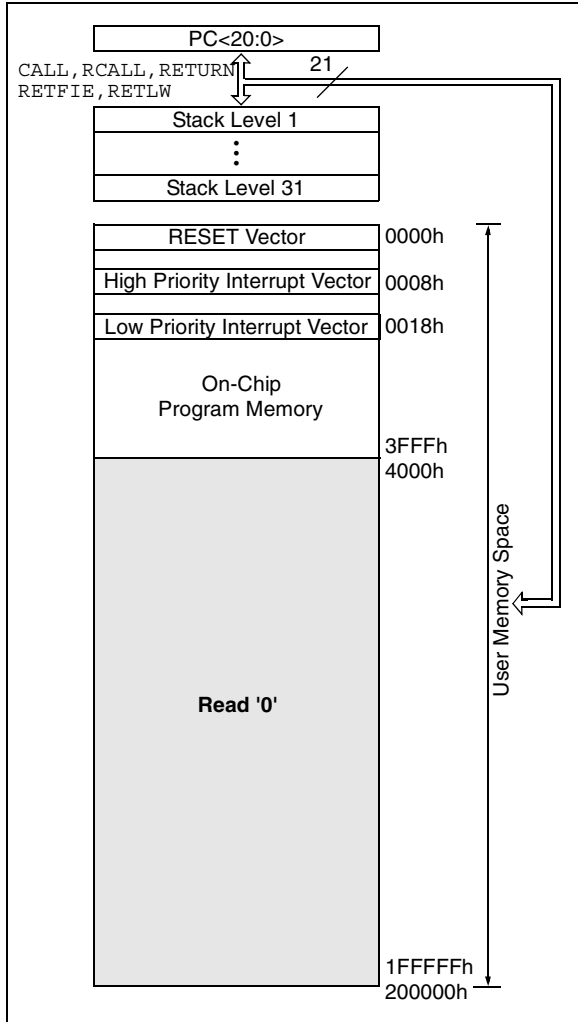 PC<20:0>
CALL,RCALL,RETURN
RETFIE,RETLW
21
Stack Level 1
Stack Level 31
RESET Vector
0000h
High Priority Interrupt Vector
0008h
Low Priority Interrupt Vector
0018h
On-Chip
Program Memory
3FFFh
4000h
User Memory Space
Read '0'
1FFFFFh
200000h